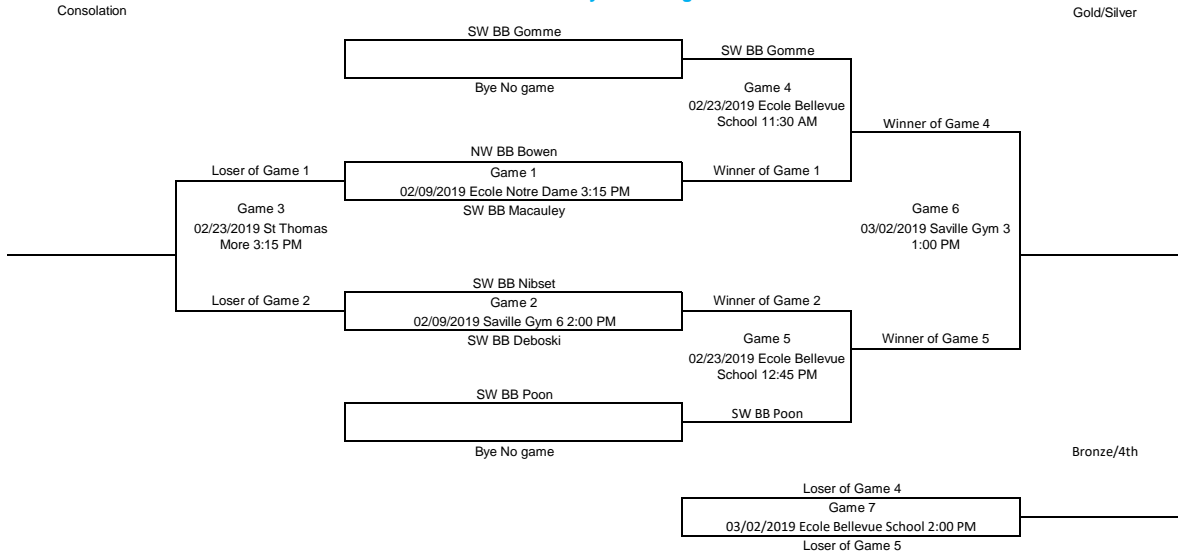 Consolation
Gold/Silver
SW BB Gomme
SW BB Gomme
Bye No game
Game 4
02/23/2019 Ecole Bellevue
School 11:30 AM
Winner of Game 4
NW BB Bowen
Loser of Game 1
Game 1
Winner of Game 1
02/09/2019 Ecole Notre Dame 3:15 PM
SW BB Macauley
Game 3
02/23/2019 St Thomas
More 3:15 PM
Game 6
03/02/2019 Saville Gym 3
1:00 PM
SW BB Nibset
Loser of Game 2
Game 2
Winner of Game 2
02/09/2019 Saville Gym 6 2:00 PM
SW BB Deboski
Game 5
02/23/2019 Ecole Bellevue
School 12:45 PM
Winner of Game 5
SW BB Poon
SW BB Poon
Bye No game
Bronze/4th
Loser of Game 4
Game 7
03/02/2019 Ecole Bellevue School 2:00 PM
Loser of Game 5